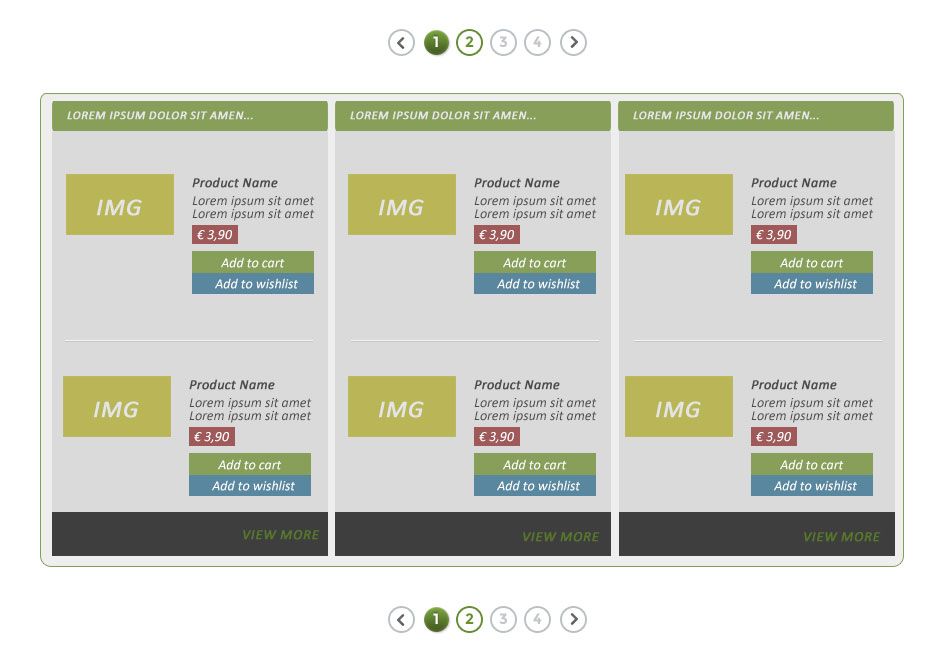 1 2 3 4
LOREM IPSUM DOLOR SIT AMEN...
LOREM IPSUM DOLOR SIT AMEN...
LOREM IPSUM DOLOR SIT AMEN...
IMG
Product Name
Lorem ipsum sit amet
Lorem ipsum sit amet
€ 3,90
Add to cart
Add to wishlist
IMG
Product Name
Lorem ipsum sit amet
Lorem ipsum sit amet
€ 3,90
Add to cart
Add to wishlist
IMG
Product Name
Lorem ipsum sit amet
Lorem ipsum sit amet
€ 3,90
Add to cart
Add to wishlist
IMG
Product Name
Lorem ipsum sit amet
Lorem ipsum sit amet
€ 3,90
Add to cart
Add to wishlist
IMG
Product Name
Lorem ipsum sit amet
Lorem ipsum sit amet
€ 3,90
Add to cart
Add to wishlist
IMG
Product Name
Lorem ipsum sit amet
Lorem ipsum sit amet
€ 3,90
Add to cart
Add to wishlist
VIEW MORE
VIEW MORE
VIEW MORE
1 2 3 4